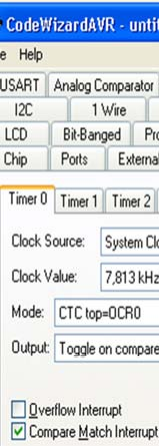 CodeWizardAVR - unti
e Help
USART Analog Comparator
I2C 1 Wire
LCD Bit-Banged Pro
Chip Ports External
Timer 0 Timer 1 Timer 2
Clock Source: System Clo
Clock Value: 7,813 kHz
Mode: CTC top=OCR0
Output: Toggle on compare
Overflow Interrupt
Compare Match Interrupt